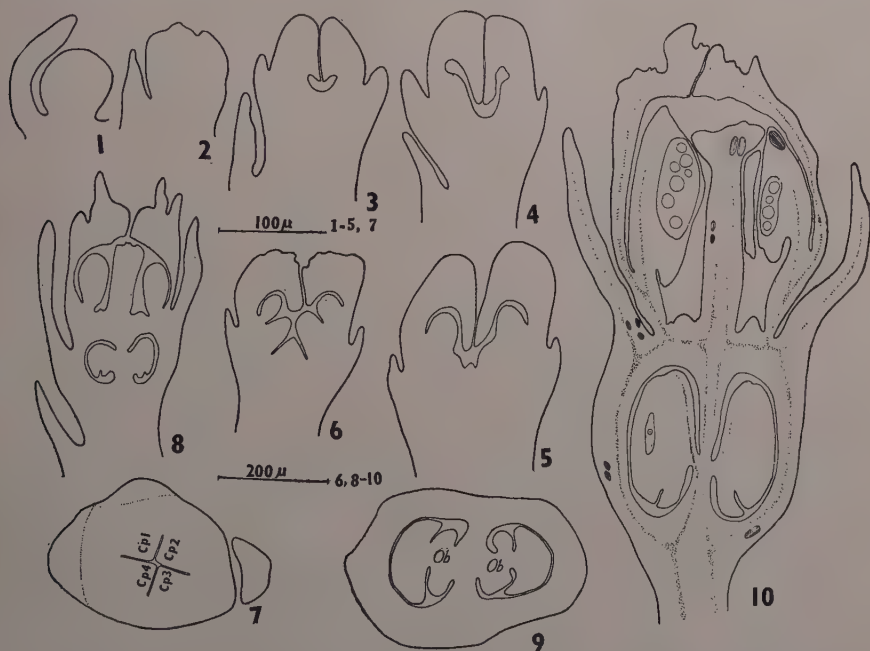 1
2
3
4
100μ 1-5, 7
8
6
5
200μ 6, 8-10
Cp1
Cp2
Cp4
Cp3
7
Ob
Ob
9
10